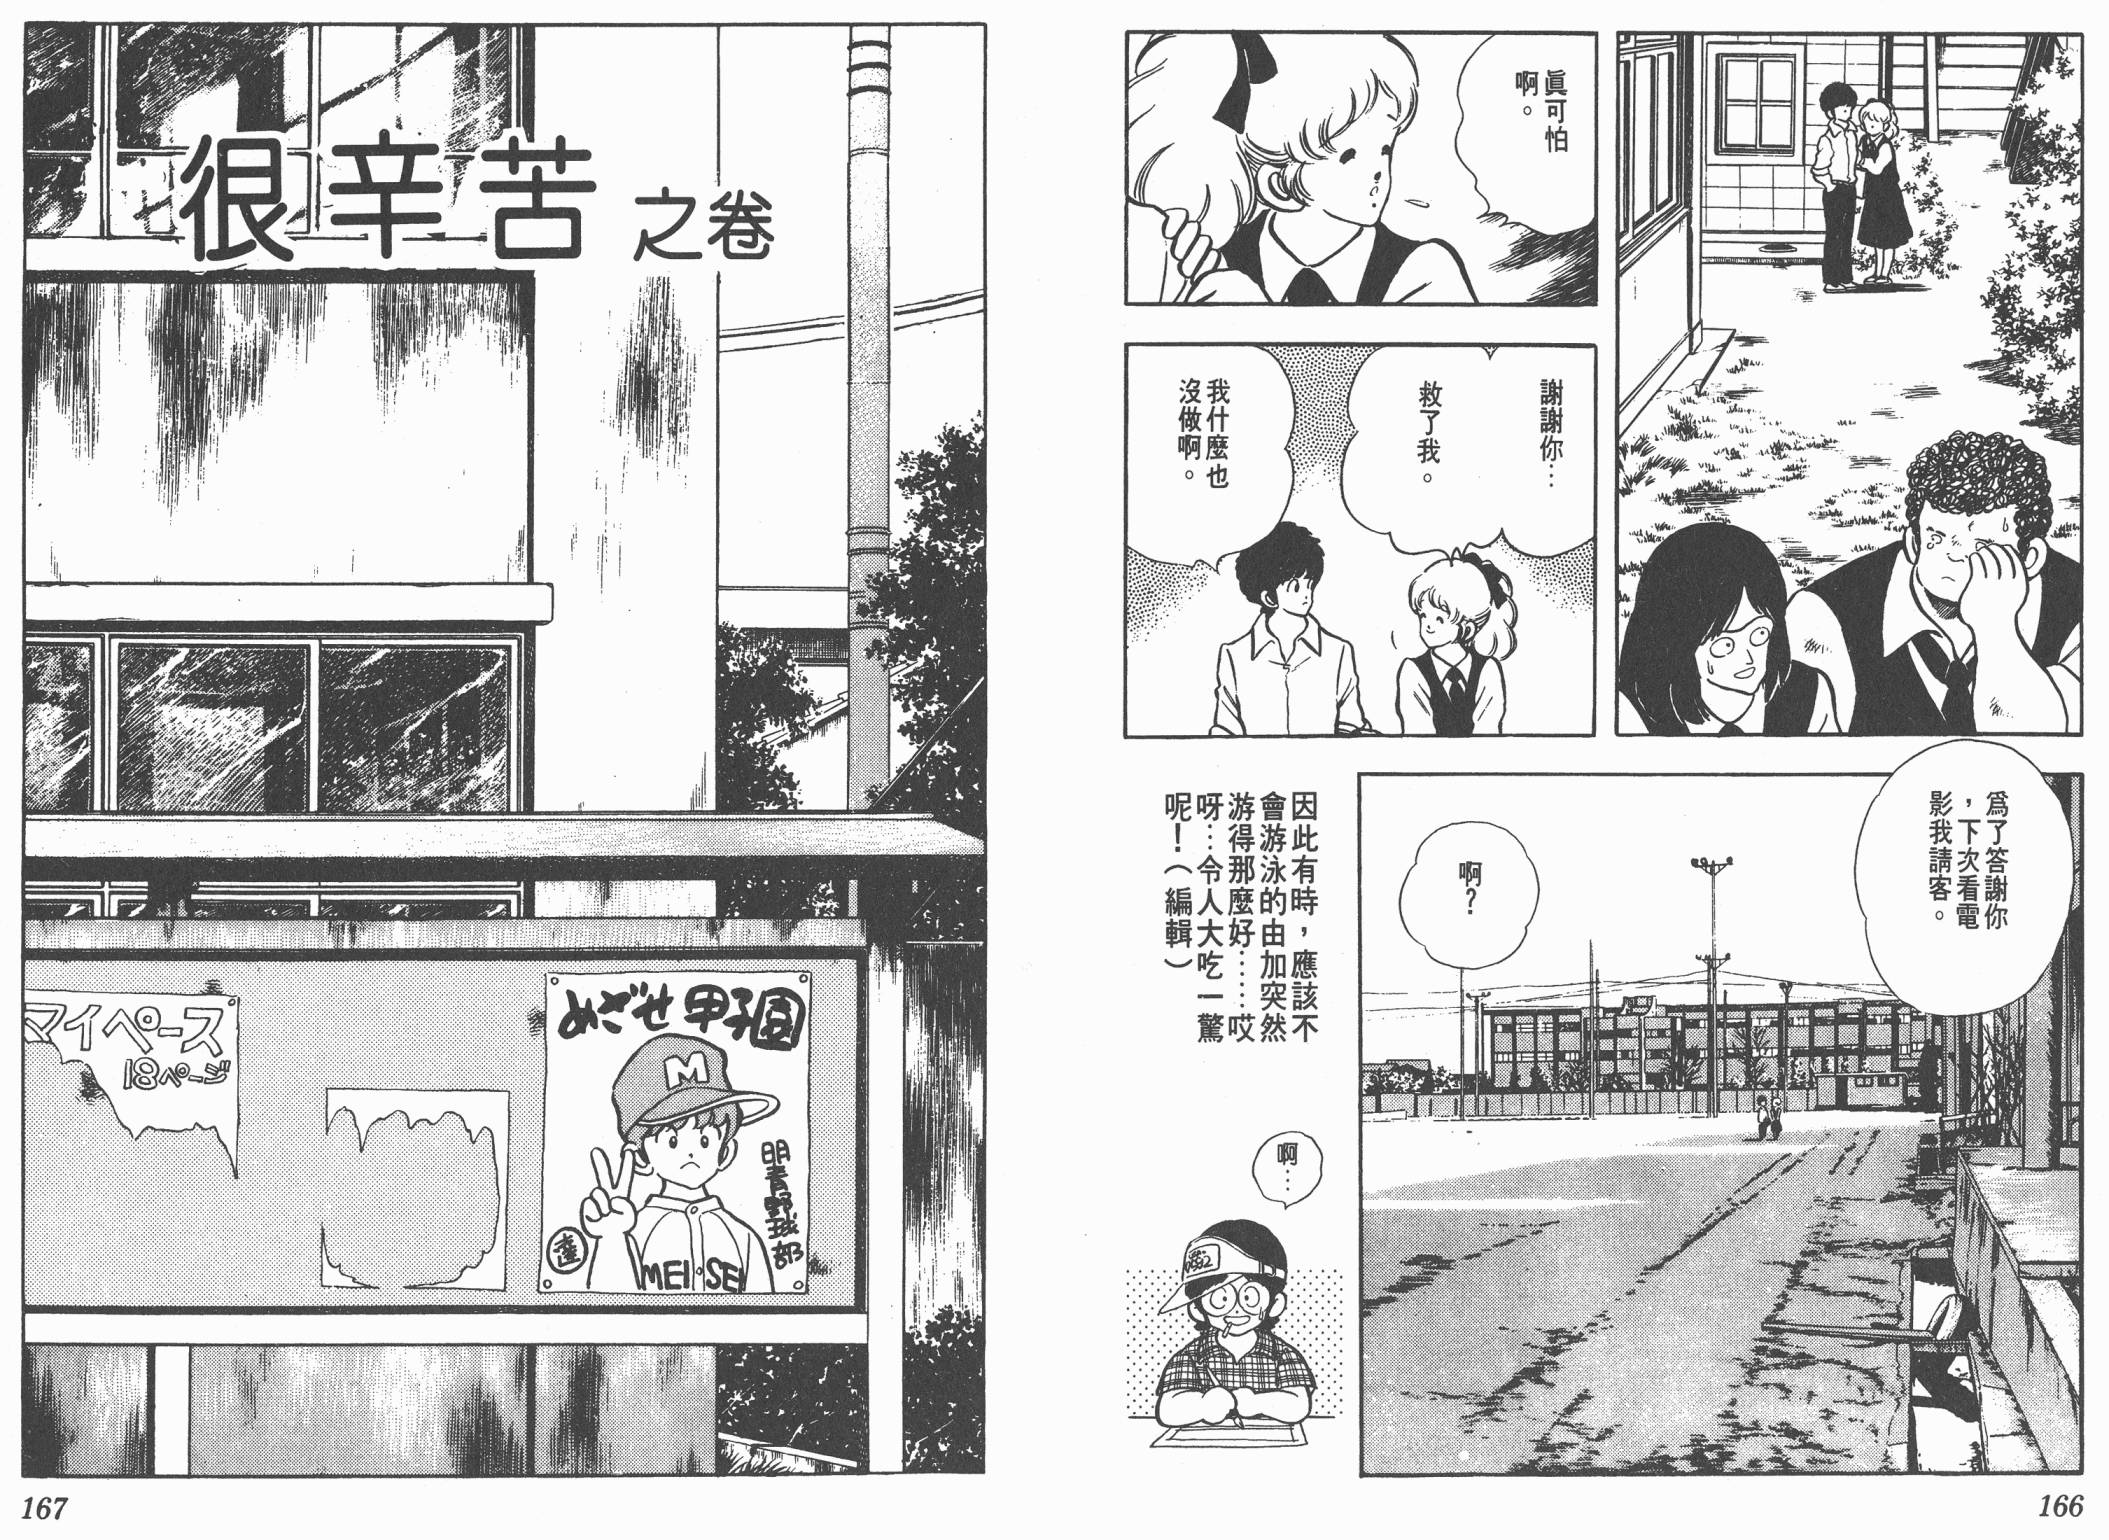 眞可怕
啊。
謝謝你…
救了我。
我什麼也
沒做啊。
爲了答謝你
，下次看電
影我請客。
啊?
因此有時，應該不
會游泳的由加突然
游得那麼好……哎
呀…令人大吃一驚
呢！（編輯）
啊…
166
很辛苦之卷
めざせ甲子園
M
明青野球部
MEISEI
達
マイペース
18ページ
167